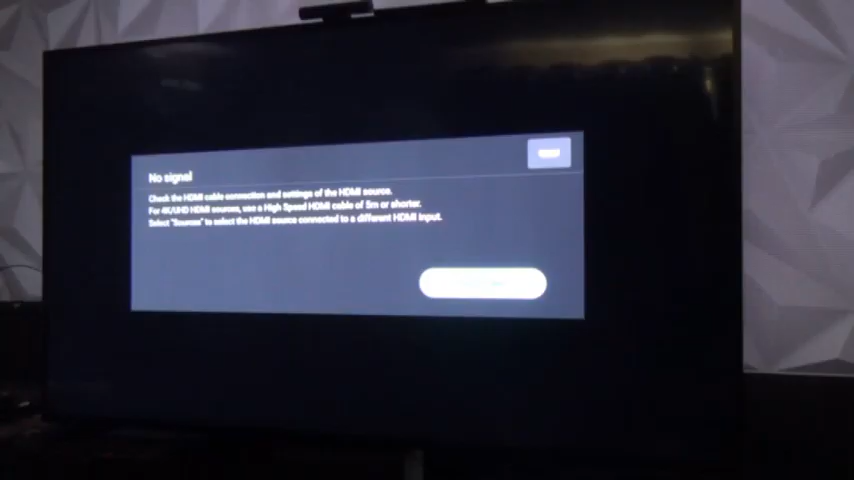 No signal
Check the HDMI cable connection and settings of the HDMI source.
For 4K/UHD HDMI sources, use a High Speed HDMI cable of 5m or shorter.
Select "Sources" to select the HDMI source connected to a different HDMI input.